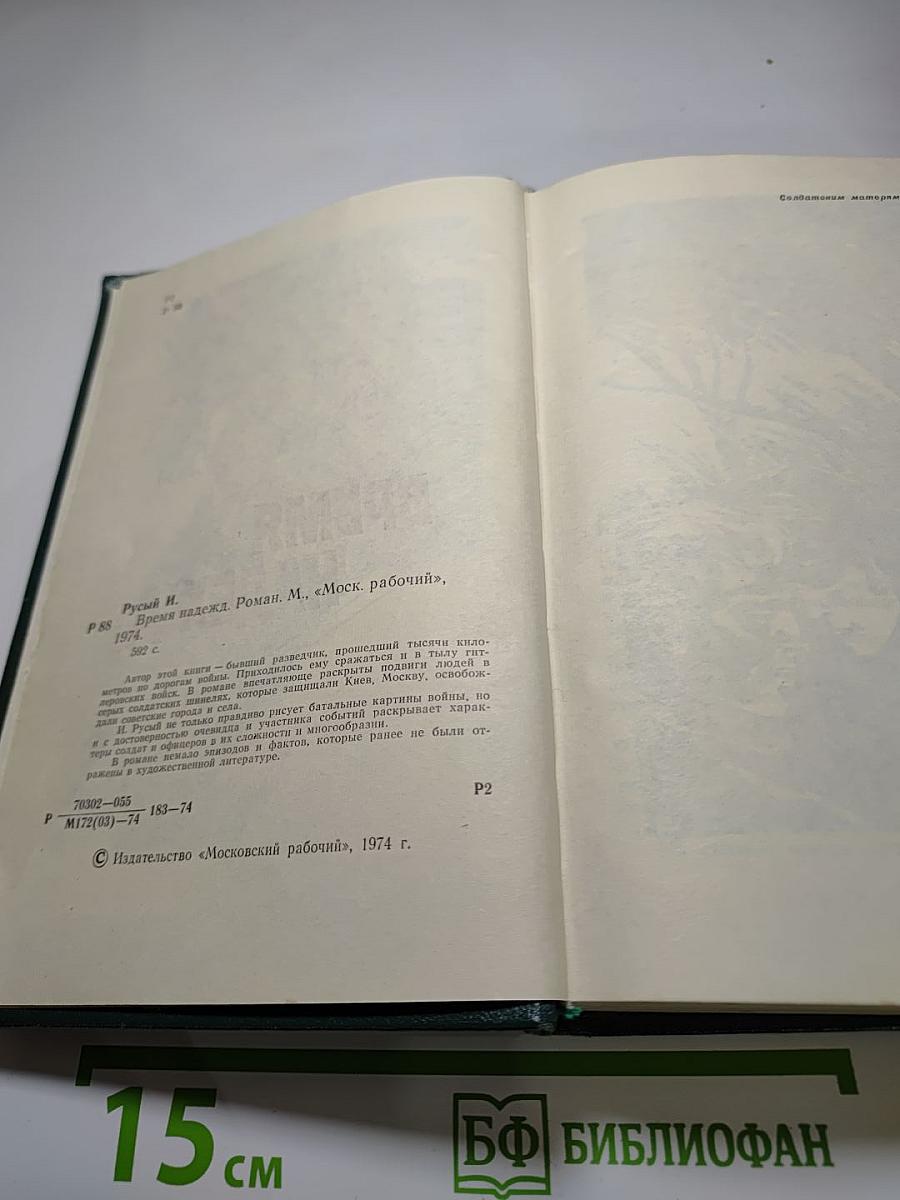 Р 88
Русый И.
Р 88 Время надежд. Роман. М., «Моск. рабочий»,
1974.
592 с.
Автор этой книги — бывший разведчик, прошедший тысячи кило-
метров по дорогам войны. Приходилось ему сражаться и в тылу гит-
леровских войск. В романе впечатляюще раскрыты подвиги людей в
серых солдатских шинелях, которые защищали Киев, Москву, освобож-
дали советские города и села.
И. Русый не только правдиво рисует батальные картины войны, но
и с достоверностью очевидца и участника событий раскрывает харак-
теры солдат и офицеров в их сложности и многообразии.
В романе немало эпизодов и фактов, которые ранее не были от-
ражены в художественной литературе.
Р 70302—055
М172(03)—74 183—74
Р2
© Издательство «Московский рабочий», 1974 г.
Солдатским матерям
15 см
БФ БИБЛИОФАН